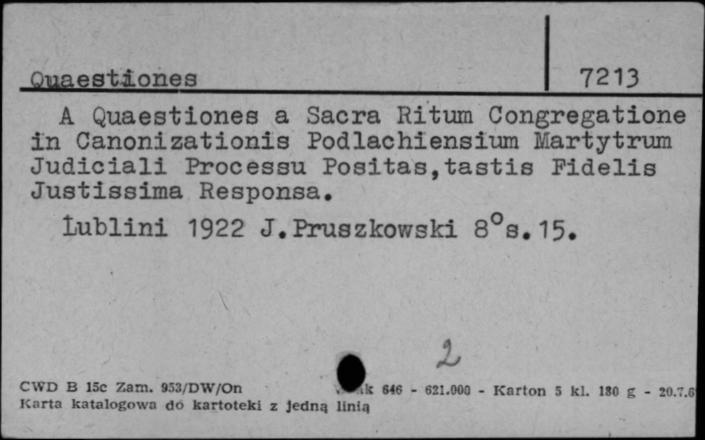 Quaestiones 7213
A Quaestiones a Sacra Ritum Congregatione
in Canonizationis Podlachiensium Martytrum
Judiciali Processu Positas,tastis Fidelis
Justissima Responsa.
Lublini 1922 J.Pruszkowski 8°s.15.
2
CWD B 15c Zam. 953/DW/On 646 - 621.000 - Karton 5 kl. 180 g - 20.7.6
Karta katalogowa do kartoteki z jedną linią